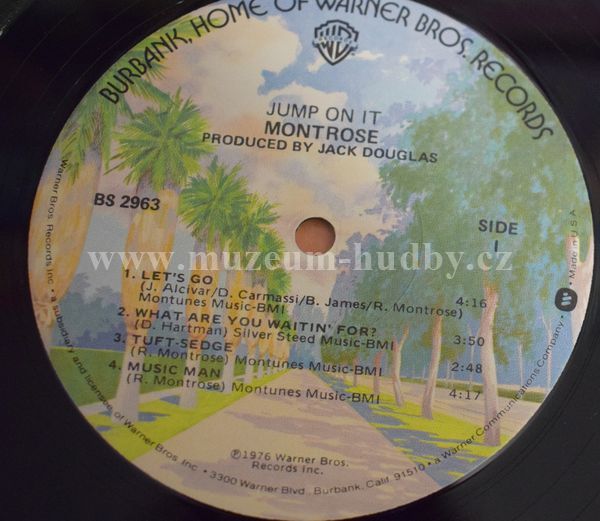 BURBANK, HOME OF WARNER BROS. RECORDS
JUMP ON IT
MONTROSE
PRODUCED BY JACK DOUGLAS
BS 2963
SIDE
1
www.muzeum-hudby.cz
1. LET'S GO
(J. Alcivar/D. Carmassi/B. James/R. Montrose)
Montunes Music-BMI 4:16
2. WHAT ARE YOU WAITIN' FOR?
(D. Hartman) Silver Steed Music-BMI 3:50
3. TUFT-SEDGE
(R. Montrose) Montunes Music-BMI 2:48
4. MUSIC MAN
(R. Montrose) Montunes Music-BMI 4:17
℗1976 Warner Bros.
Records Inc.
Warner Bros. Records Inc. • a subsidiary and licensee of Warner Bros. Inc. • 3300 Warner Blvd., Burbank, Calif. 91510 • a Warner Communications Company • Made in U.S.A.